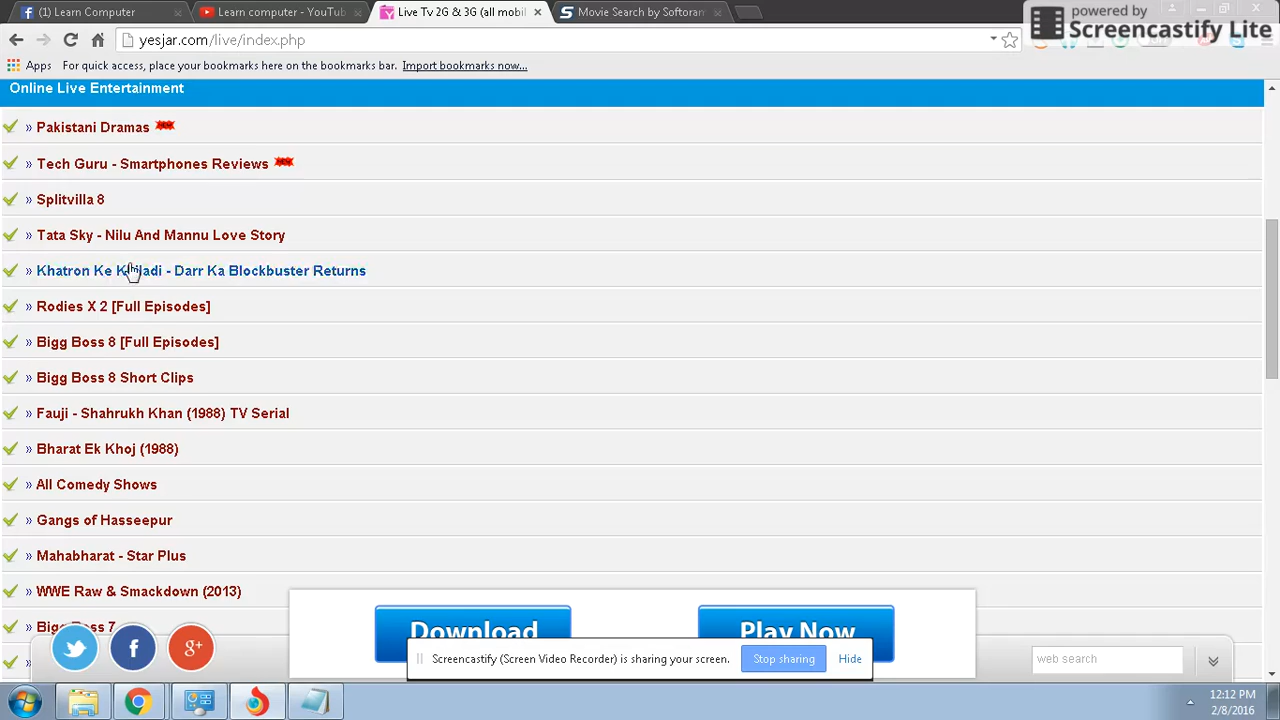 (1) Learn Computer
Learn computer - YouTube
Live Tv 2G & 3G (all mobil
Movie Search by Softoran
powered by
Screencastify Lite
yesjar.com/live/index.php
Apps
For quick access, place your bookmarks here on the bookmarks bar.
Import bookmarks now...
Online Live Entertainment
» Pakistani Dramas
» Tech Guru - Smartphones Reviews
» Splitvilla 8
» Tata Sky - Nilu And Mannu Love Story
» Khatron Ke Khiladi - Darr Ka Blockbuster Returns
» Rodies X 2 [Full Episodes]
» Bigg Boss 8 [Full Episodes]
» Bigg Boss 8 Short Clips
» Fauji - Shahrukh Khan (1988) TV Serial
» Bharat Ek Khoj (1988)
» All Comedy Shows
» Gangs of Hasseepur
» Mahabharat - Star Plus
» WWE Raw & Smackdown (2013)
» Bigg Boss 7
Download
Play Now
Screencastify (Screen Video Recorder) is sharing your screen.
Stop sharing
Hide
web search
12:12 PM
2/8/2016